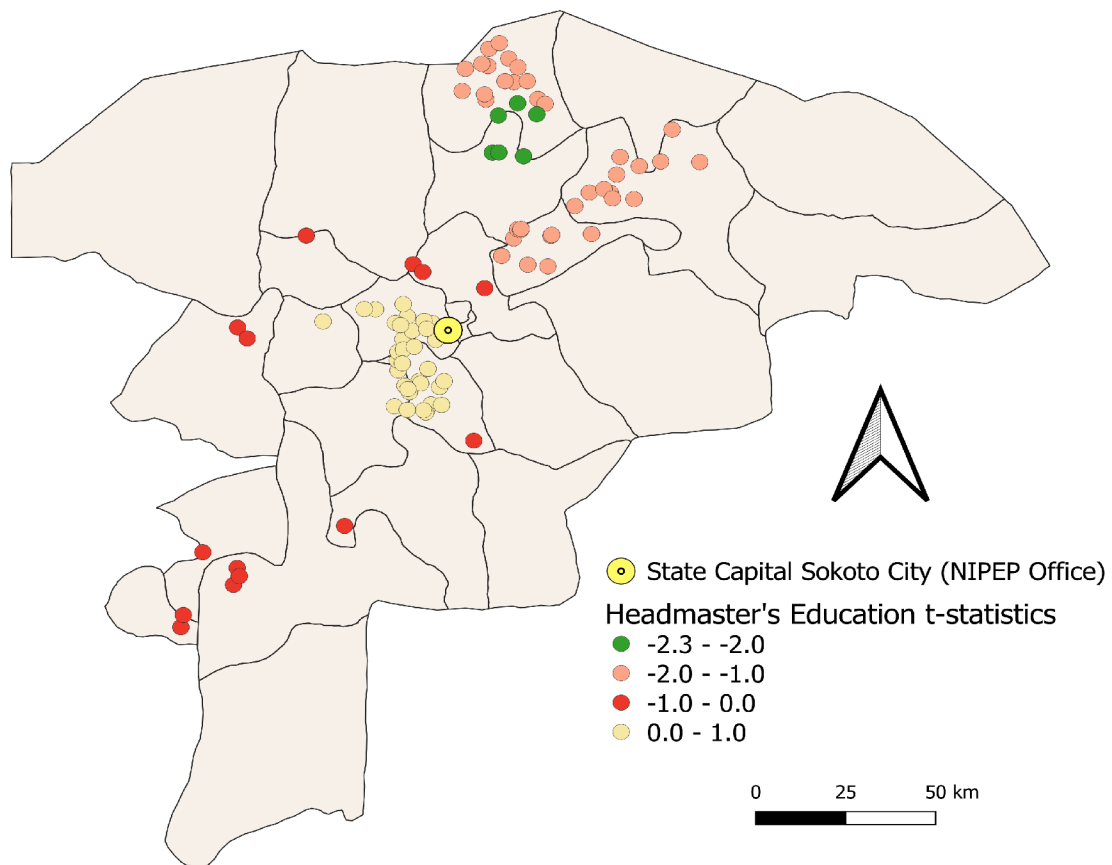 State Capital Sokoto City (NIPEP Office)
Headmaster's Education t-statistics
-2.3 - -2.0
-2.0 - -1.0
-1.0 - 0.0
0.0 - 1.0
0 25 50 km